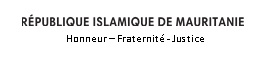 RÉPUBLIQUE ISLAMIQUE DE MAURITANIE
Honneur – Fraternité - Justice